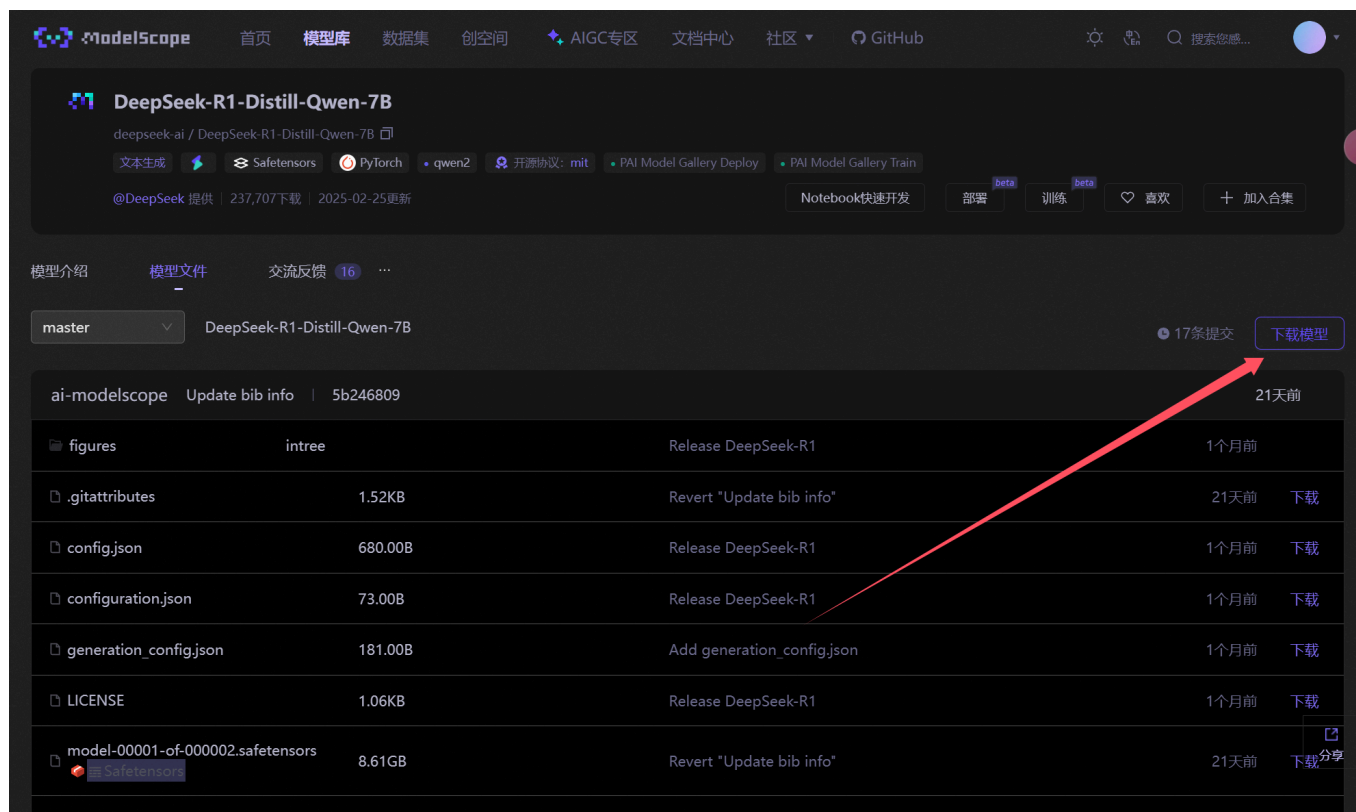 ModelScope 首页 模型库 数据集 创空间 AIGC专区 文档中心 社区 GitHub 搜索您感...
DeepSeek-R1-Distill-Qwen-7B
deepseek-ai / DeepSeek-R1-Distill-Qwen-7B
文本生成 Safetensors PyTorch qwen2 开源协议: mit PAI Model Gallery Deploy PAI Model Gallery Train
@DeepSeek 提供 237,707下载 2025-02-25更新 Notebook快速开发 部署 beta 训练 beta 喜欢 加入合集
模型介绍 模型文件 交流反馈 16 ...
master DeepSeek-R1-Distill-Qwen-7B 17条提交 下载模型
ai-modelscope Update bib info 5b246809 21天前
figures intree Release DeepSeek-R1 1个月前
.gitattributes 1.52KB Revert "Update bib info" 21天前 下载
config.json 680.00B Release DeepSeek-R1 1个月前 下载
configuration.json 73.00B Release DeepSeek-R1 1个月前 下载
generation_config.json 181.00B Add generation_config.json 1个月前 下载
LICENSE 1.06KB Release DeepSeek-R1 1个月前 下载
model-00001-of-000002.safetensors 8.61GB Revert "Update bib info" 21天前 下载
Safetensors
分享